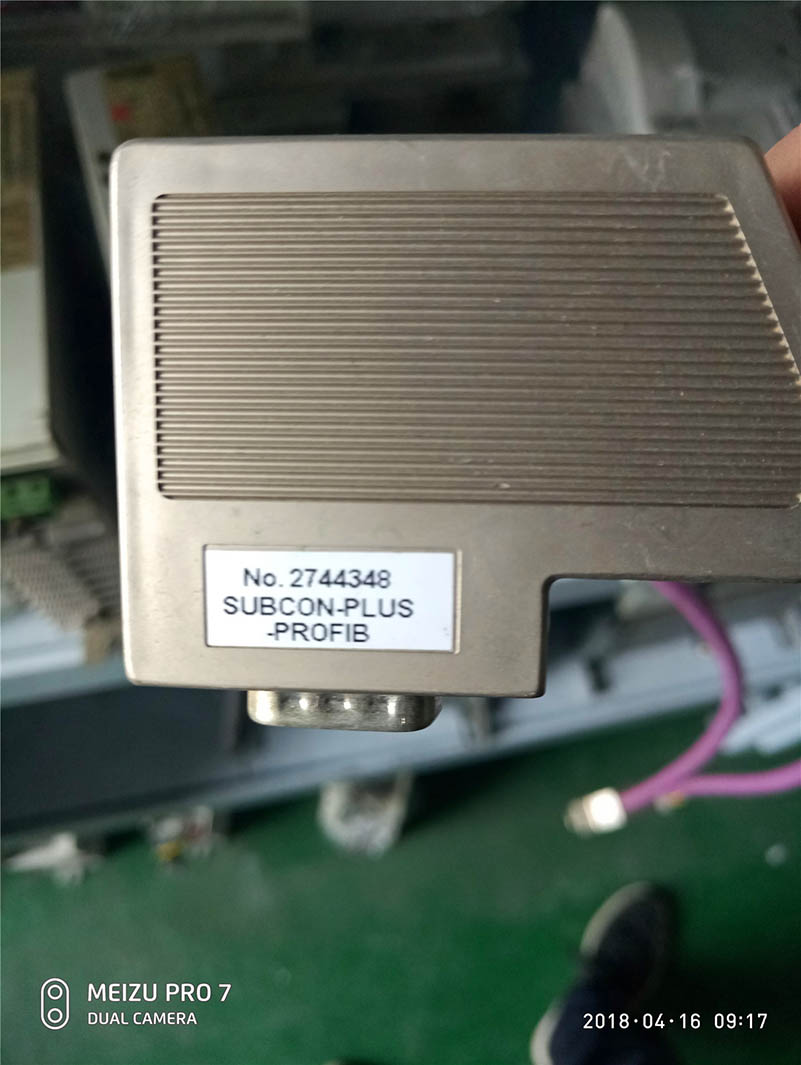 No. 2744348
SUBCON-PLUS
-PROFIB
MEIZU PRO 7
DUAL CAMERA
2018·04·16 09:17